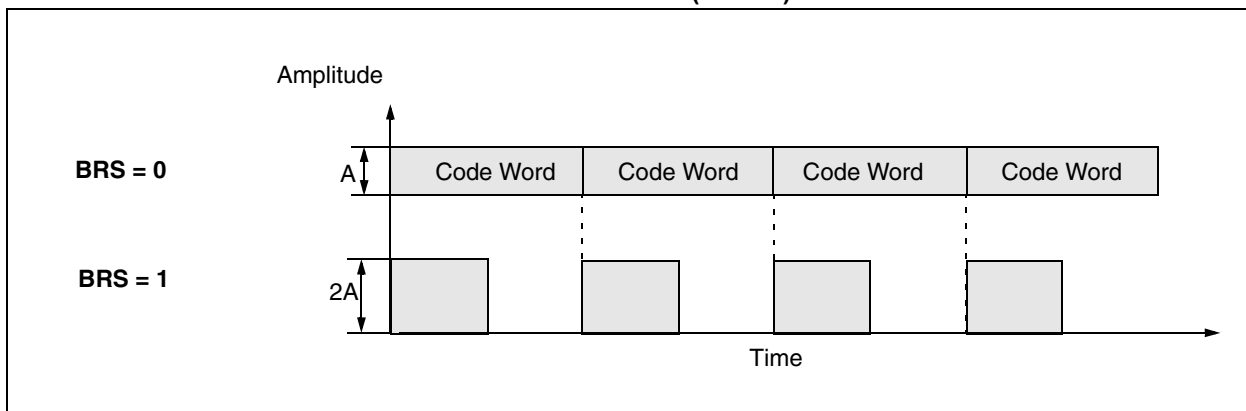 Amplitude
BRS = 0
A
Code Word
Code Word
Code Word
Code Word
BRS = 1
2A
Time